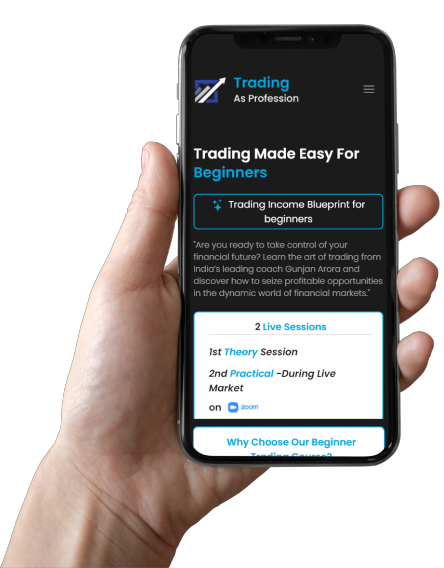 Trading
As Profession
Trading Made Easy For
Beginners
Trading Income Blueprint for
beginners
"Are you ready to take control of your
financial future? Learn the art of trading from
India's leading coach Gunjan Arora and
discover how to seize profitable opportunities
in the dynamic world of financial markets."
2 Live Sessions
1st Theory Session
2nd Practical -During Live
Market
on zoom
Why Choose Our Beginner
Trading Course?